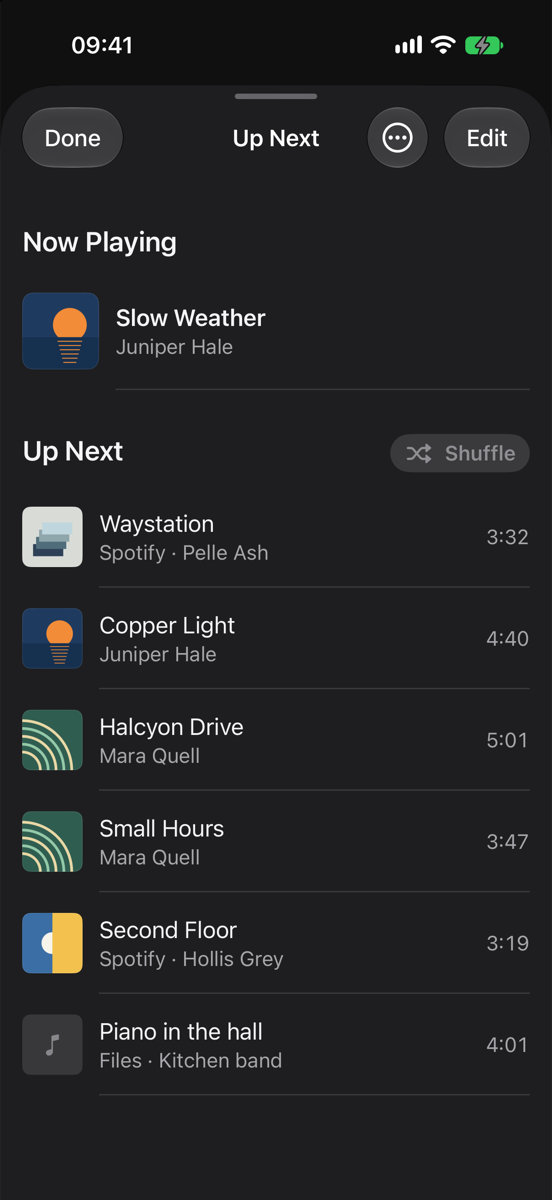 09:41
Done
Up Next
Edit
Now Playing
Slow Weather
Juniper Hale
Up Next
Shuffle
Waystation
Spotify · Pelle Ash
3:32
Copper Light
Juniper Hale
4:40
Halcyon Drive
Mara Quell
5:01
Small Hours
Mara Quell
3:47
Second Floor
Spotify · Hollis Grey
3:19
Piano in the hall
Files · Kitchen band
4:01